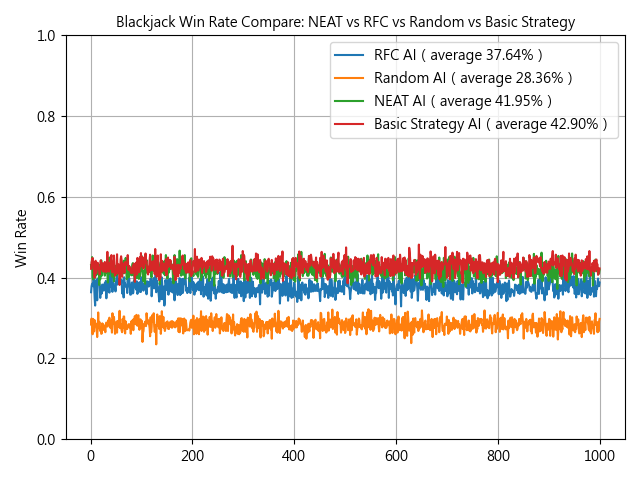 Blackjack Win Rate Compare: NEAT vs RFC vs Random vs Basic Strategy
1.0
RFC AI ( average 37.64% )
Random AI ( average 28.36% )
NEAT AI ( average 41.95% )
Basic Strategy AI ( average 42.90% )
0.8
0.6
Win Rate
0.4
0.2
0.0
0 200 400 600 800 1000